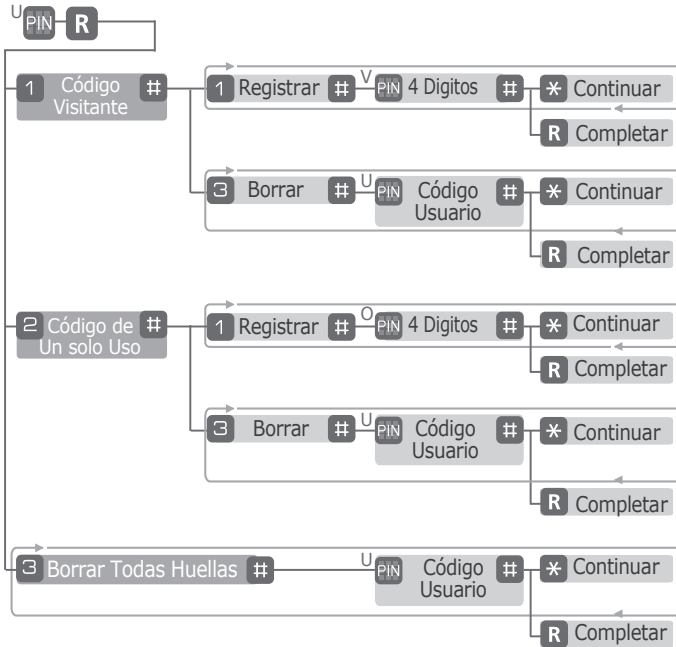 U PIN R
1 Código Visitante #
1 Registrar # V PIN 4 Digitos # * Continuar
R Completar
3 Borrar # U PIN Código Usuario # * Continuar
R Completar
2 Código de Un solo Uso #
1 Registrar # O PIN 4 Digitos # * Continuar
R Completar
3 Borrar # U PIN Código Usuario # * Continuar
R Completar
3 Borrar Todas Huellas # U PIN Código Usuario # * Continuar
R Completar